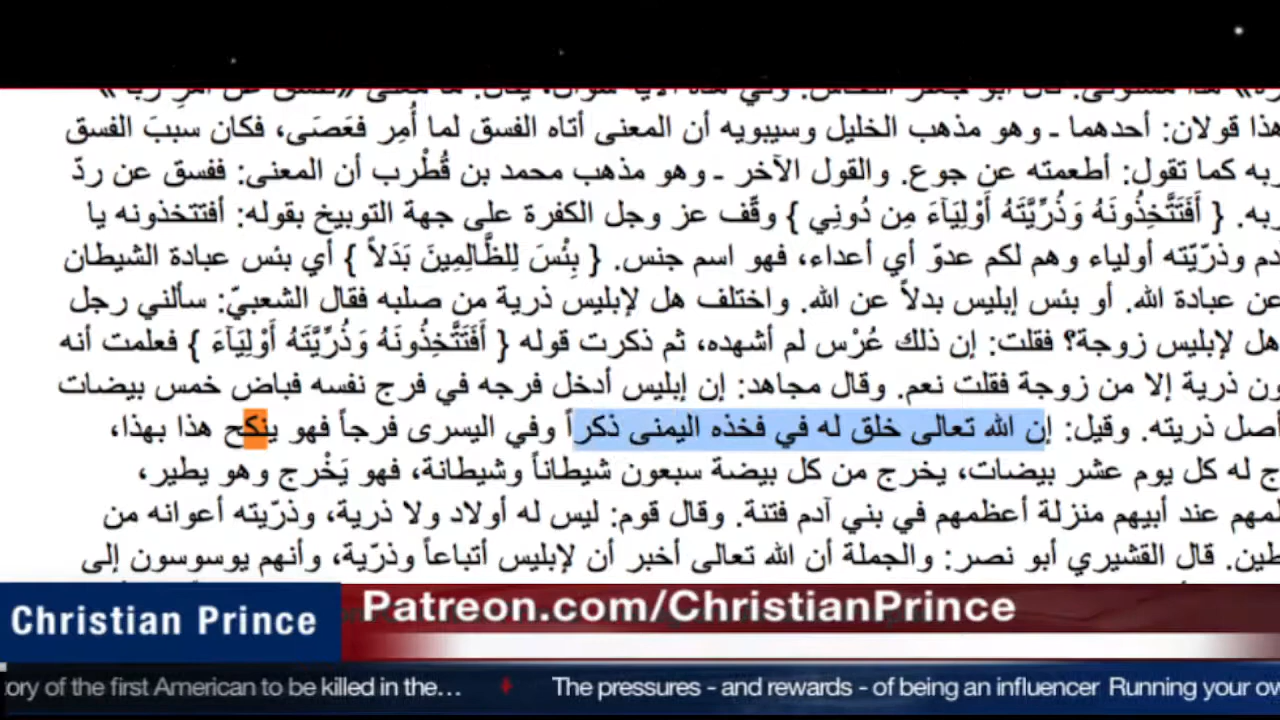 هذا قولان: أحدهما ـ وهو مذهب الخليل وسيبويه أن المعنى أتاه الفسق لما أُمِر فعَصَى، فكان سببَ الفسق
ربه كما تقول: أطعمته عن جوع. والقول الآخر ـ وهو مذهب محمد بن قُطْرب أن المعنى: ففسق عن ردّ
ربه. { أَفَتَتَّخِذُونَهُ وَذُرِّيَّتَهُ أَوْلِيَآءَ مِن دُونِي } وقّف عز وجل الكفرة على جهة التوبيخ بقوله: أفتتخذونه يا
وذرّيّته أولياء وهم لكم عدوّ أي أعداء، فهو اسم جنس. { بِئْسَ لِلظَّالِمِينَ بَدَلاً } أي بئس عبادة الشيطان
عن عبادة الله. أو بئس إبليس بدلاً عن الله. واختلف هل لإبليس ذرية من صلبه فقال الشعبيّ: سألني رجل
هل لإبليس زوجة؟ فقلت: إن ذلك عُرْس لم أشهده، ثم ذكرت قوله { أَفَتَتَّخِذُونَهُ وَذُرِّيَّتَهُ أَوْلِيَآءَ } فعلمت أنه
ذرية إلا من زوجة فقلت نعم. وقال مجاهد: إن إبليس أدخل فرجه في فرج نفسه فباض خمس بيضات
أصل ذريته. وقيل: إن الله تعالى خلق له في فخذه اليمنى ذكراً وفي اليسرى فرجاً فهو ينكح هذا بهذا،
له كل يوم عشر بيضات، يخرج من كل بيضة سبعون شيطاناً وشيطانة، فهو يَخْرج وهو يطير،
عند أبيهم منزلة أعظمهم في بني آدم فتنة. وقال قوم: ليس له أولاد ولا ذرية، وذرّيته أعوانه من
قال القشيري أبو نصر: والجملة أن الله تعالى أخبر أن لإبليس أتباعاً وذرّية، وأنهم يوسوسون إلى
Christian Prince
Patreon.com/ChristianPrince
of the first American to be killed in the... The pressures - and rewards - of being an influencer Running your